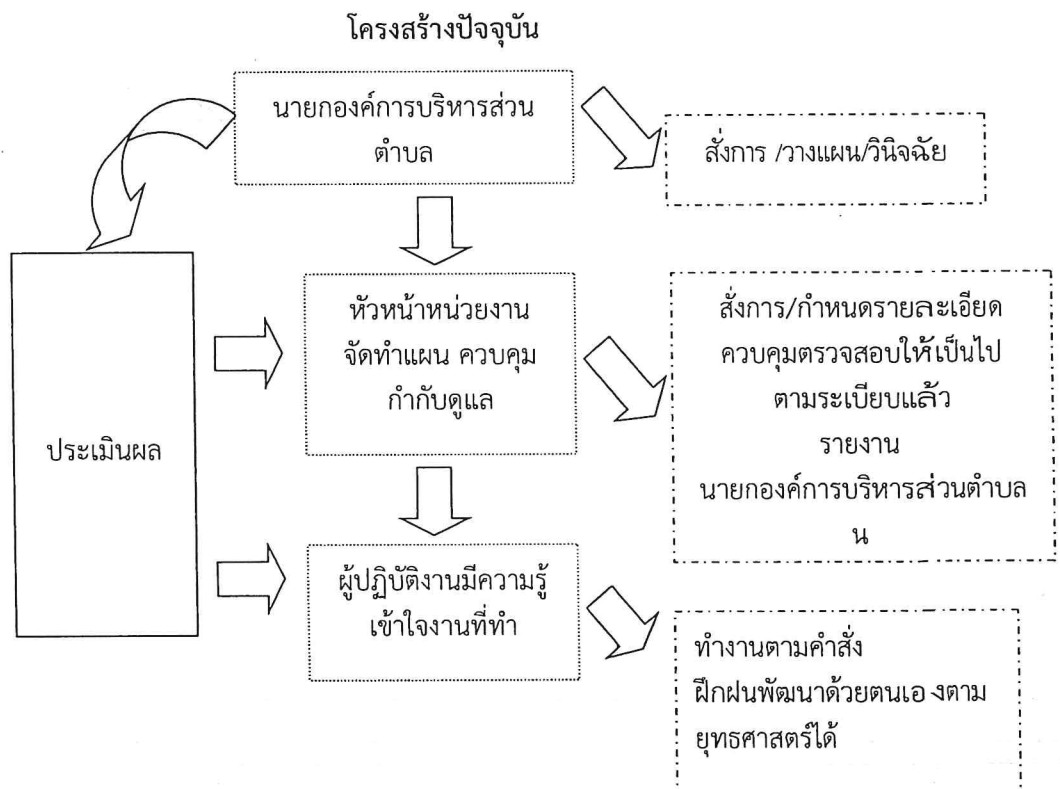 โครงสร้างปัจจุบัน
นายกองค์การบริหารส่วน
ตำบล
สั่งการ /วางแผน/วินิจฉัย
หัวหน้าหน่วยงาน
จัดทำแผน ควบคุม
กำกับดูแล
สั่งการ/กำหนดรายละเอียด
ควบคุมตรวจสอบให้เป็นไป
ตามระเบียบแล้ว
รายงาน
นายกองค์การบริหารส่วนตำบล
น
ประเมินผล
ผู้ปฏิบัติงานมีความรู้
เข้าใจงานที่ทำ
ทำงานตามคำสั่ง
ฝึกฝนพัฒนาด้วยตนเองตาม
ยุทธศาสตร์ได้